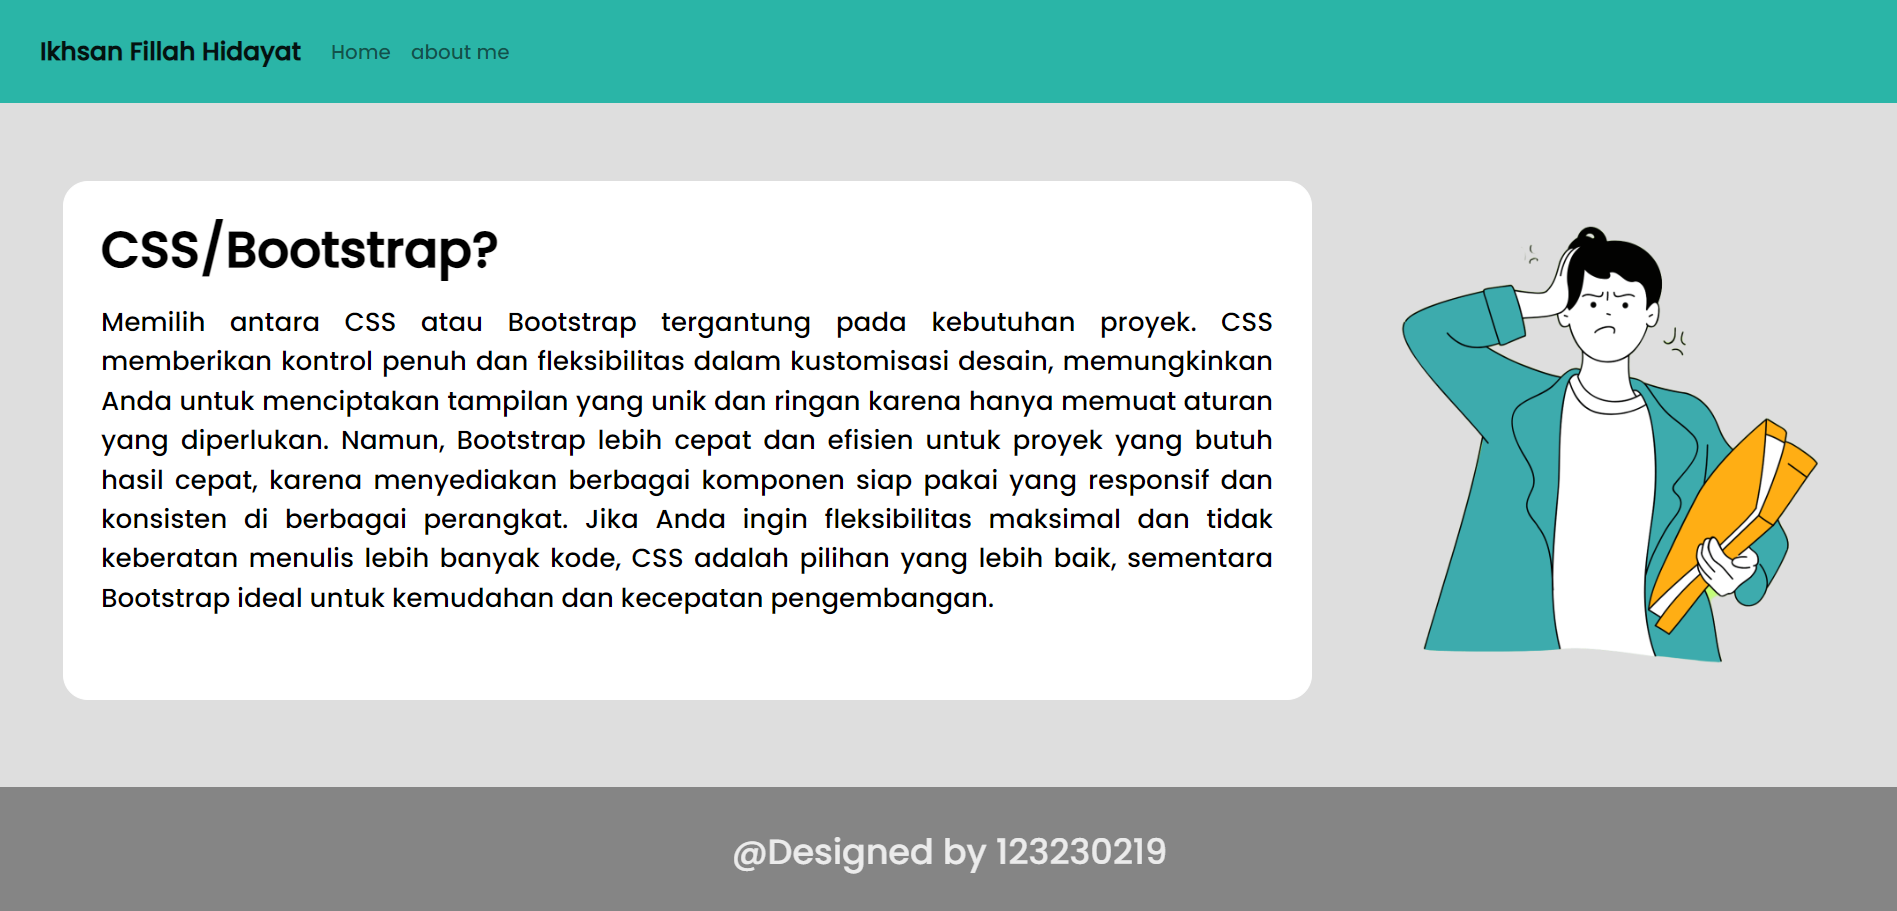 Ikhsan Fillah Hidayat Home about me
CSS/Bootstrap?
Memilih antara CSS atau Bootstrap tergantung pada kebutuhan proyek. CSS
memberikan kontrol penuh dan fleksibilitas dalam kustomisasi desain, memungkinkan
Anda untuk menciptakan tampilan yang unik dan ringan karena hanya memuat aturan
yang diperlukan. Namun, Bootstrap lebih cepat dan efisien untuk proyek yang butuh
hasil cepat, karena menyediakan berbagai komponen siap pakai yang responsif dan
konsisten di berbagai perangkat. Jika Anda ingin fleksibilitas maksimal dan tidak
keberatan menulis lebih banyak kode, CSS adalah pilihan yang lebih baik, sementara
Bootstrap ideal untuk kemudahan dan kecepatan pengembangan.
@Designed by 123230219